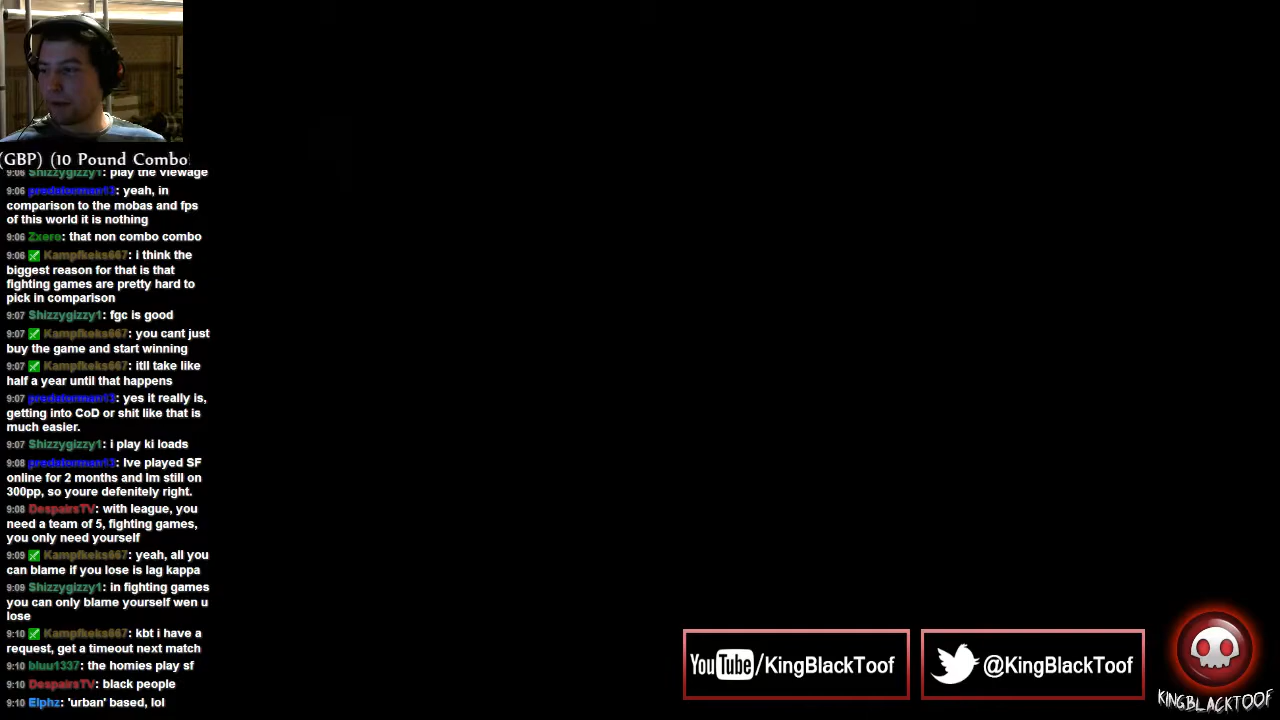 (GBP) (10 Pound Combo
9:06 Shizzygizzy1: play the viewage
9:06 predatorman13: yeah, in
comparison to the mobas and fps
of this world it is nothing
9:06 Zxero: that non combo combo
9:06 Kampfkeks667: i think the
biggest reason for that is that
fighting games are pretty hard to
pick in comparison
9:07 Shizzygizzy1: fgc is good
9:07 Kampfkeks667: you cant just
buy the game and start winning
9:07 Kampfkeks667: itll take like
half a year until that happens
9:07 predatorman13: yes it really is,
getting into CoD or shit like that is
much easier.
9:07 Shizzygizzy1: i play ki loads
9:08 predatorman13: Ive played SF
online for 2 months and Im still on
300pp, so youre defenitely right.
9:08 DespairsTV: with league, you
need a team of 5, fighting games,
you only need yourself
9:09 Kampfkeks667: yeah, all you
can blame if you lose is lag kappa
9:09 Shizzygizzy1: in fighting games
you can only blame yourself wen u
lose
9:10 Kampfkeks667: kbt i have a
request, get a timeout next match
9:10 bluu1337: the homies play sf
9:10 DespairsTV: black people
9:10 Elphz: 'urban' based, lol
YouTube/KingBlackToof
@KingBlackToof
KINGBLACKTOOF